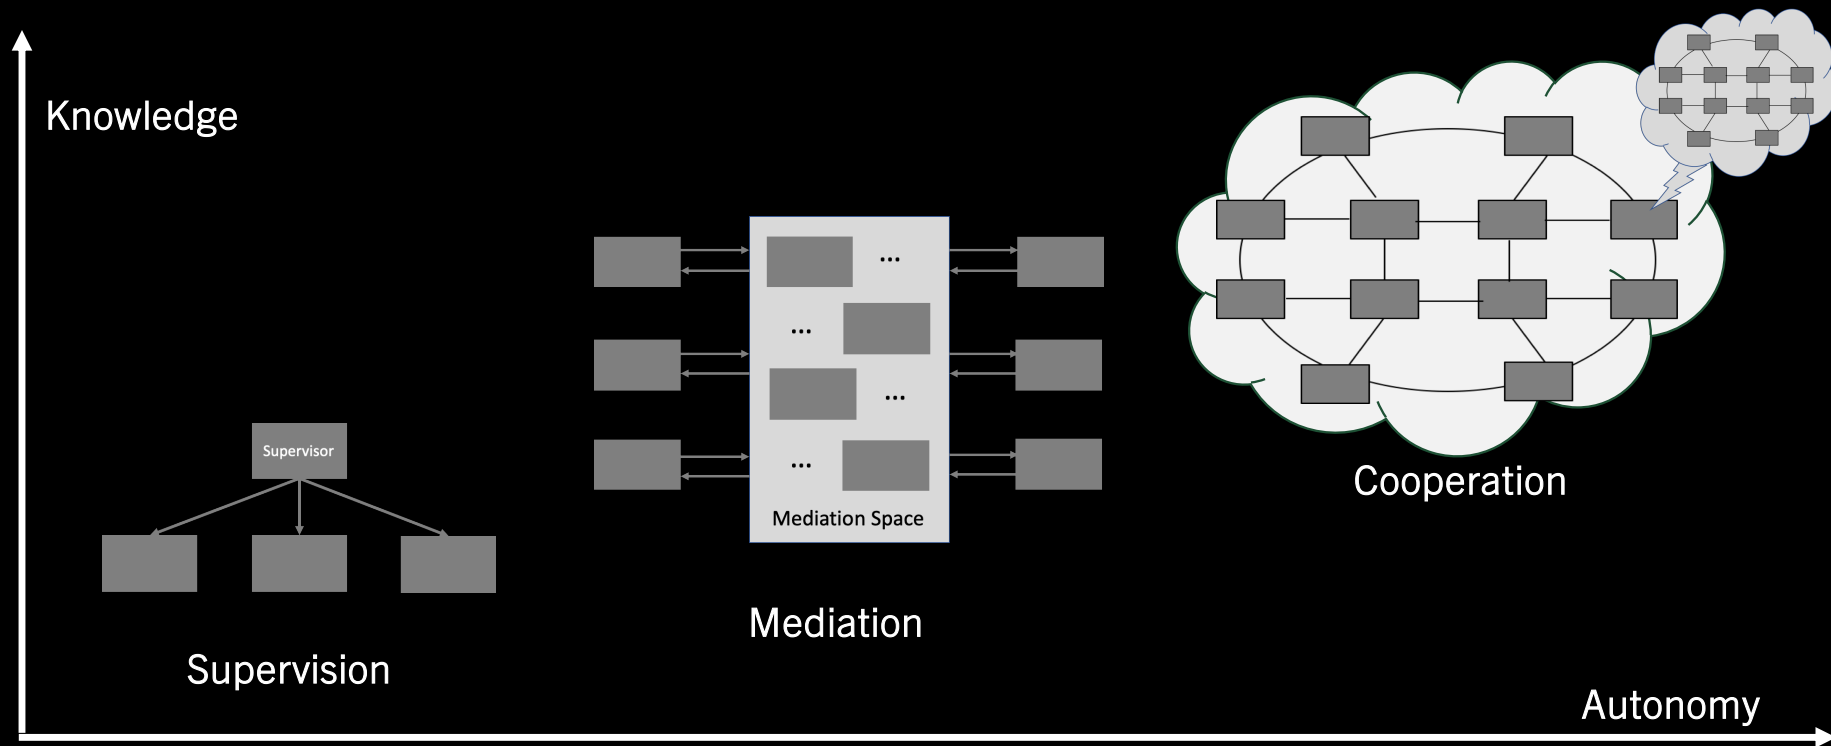 Knowledge
Supervisor
Supervision
...
...
...
...
Mediation Space
Mediation
Cooperation
Autonomy